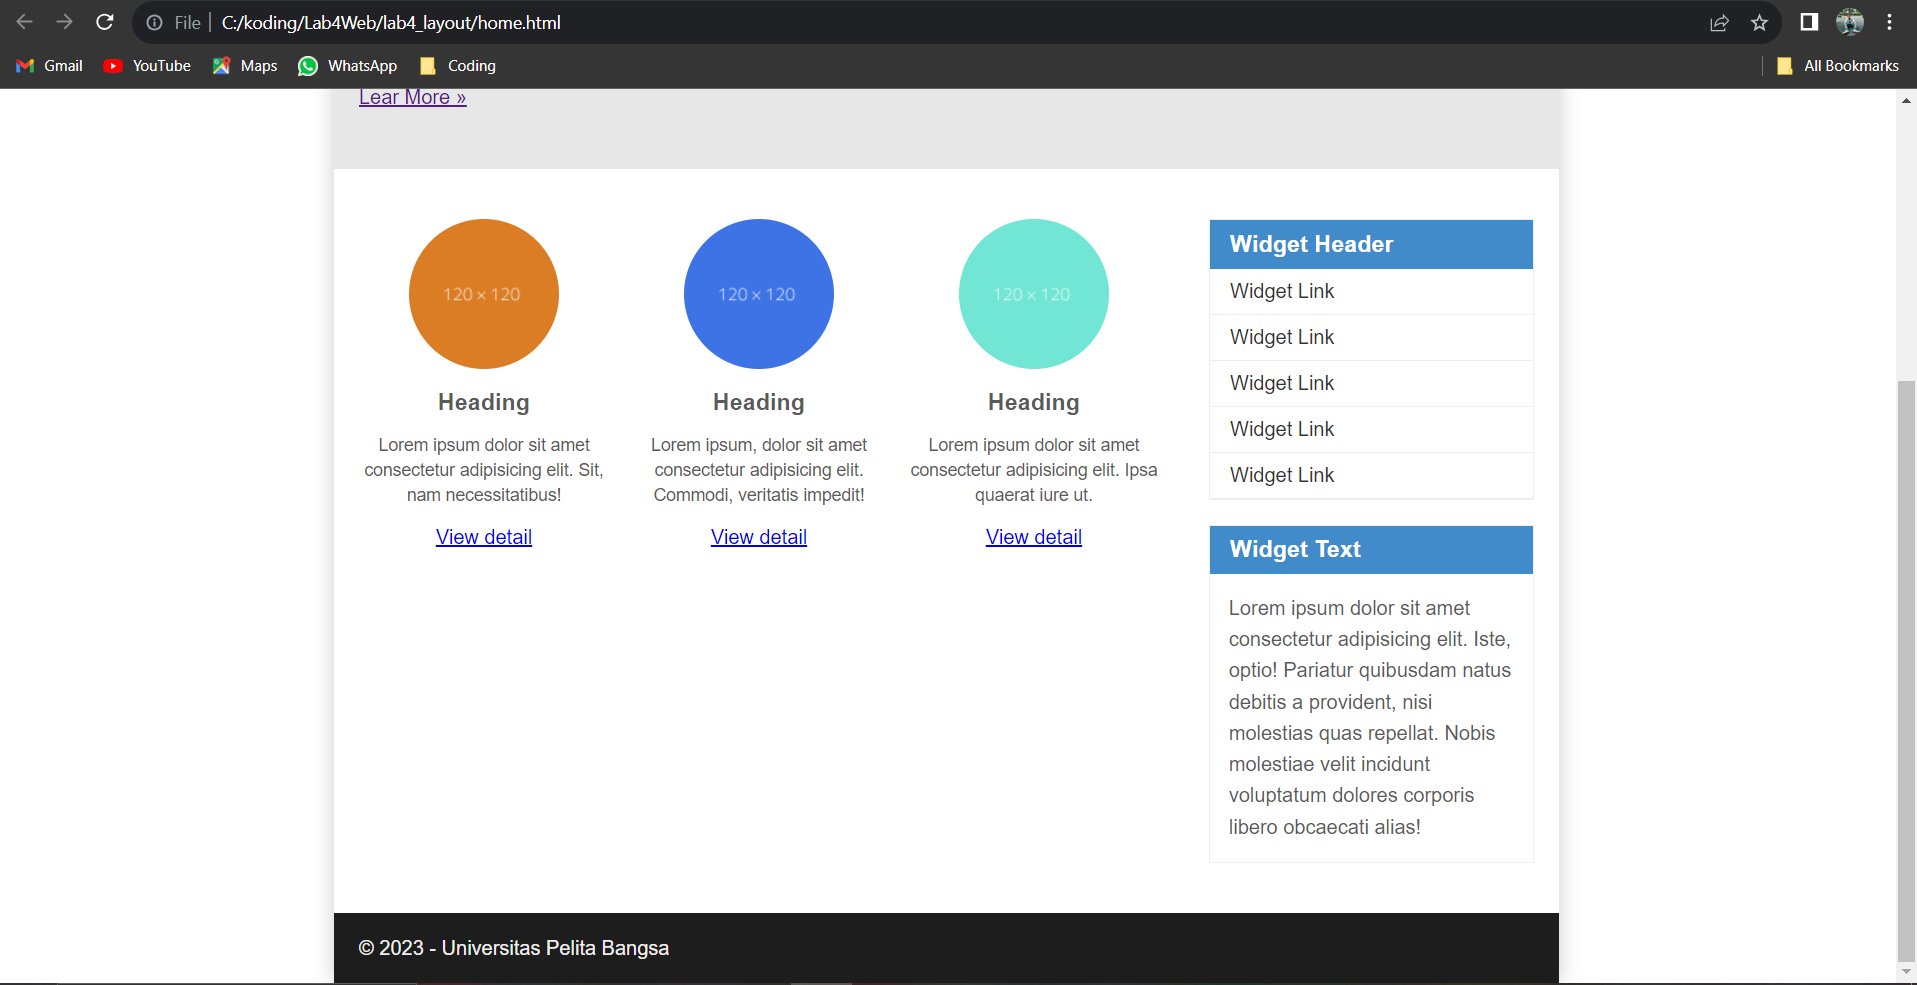 File C:/koding/Lab4Web/lab4_layout/home.html
Gmail YouTube Maps WhatsApp Coding All Bookmarks
Lear More »
120 × 120
Heading
Lorem ipsum dolor sit amet
consectetur adipisicing elit. Sit,
nam necessitatibus!
View detail
120 × 120
Heading
Lorem ipsum, dolor sit amet
consectetur adipisicing elit.
Commodi, veritatis impedit!
View detail
120 × 120
Heading
Lorem ipsum dolor sit amet
consectetur adipisicing elit. Ipsa
quaerat iure ut.
View detail
Widget Header
Widget Link
Widget Link
Widget Link
Widget Link
Widget Link
Widget Text
Lorem ipsum dolor sit amet
consectetur adipisicing elit. Iste,
optio! Pariatur quibusdam natus
debitis a provident, nisi
molestias quas repellat. Nobis
molestiae velit incidunt
voluptatum dolores corporis
libero obcaecati alias!
© 2023 - Universitas Pelita Bangsa